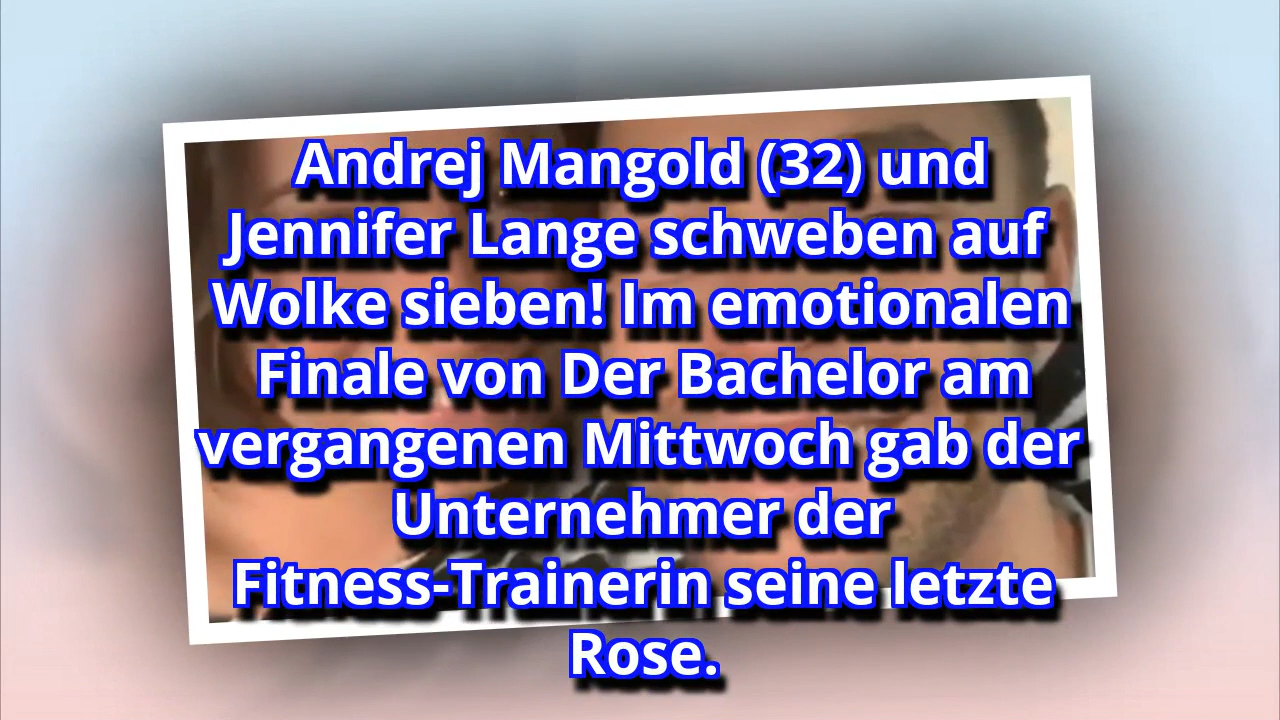 Andrej Mangold (32) und
Jennifer Lange schweben auf
Wolke sieben! Im emotionalen
Finale von Der Bachelor am
vergangenen Mittwoch gab der
Unternehmer der
Fitness-Trainerin seine letzte
Rose.